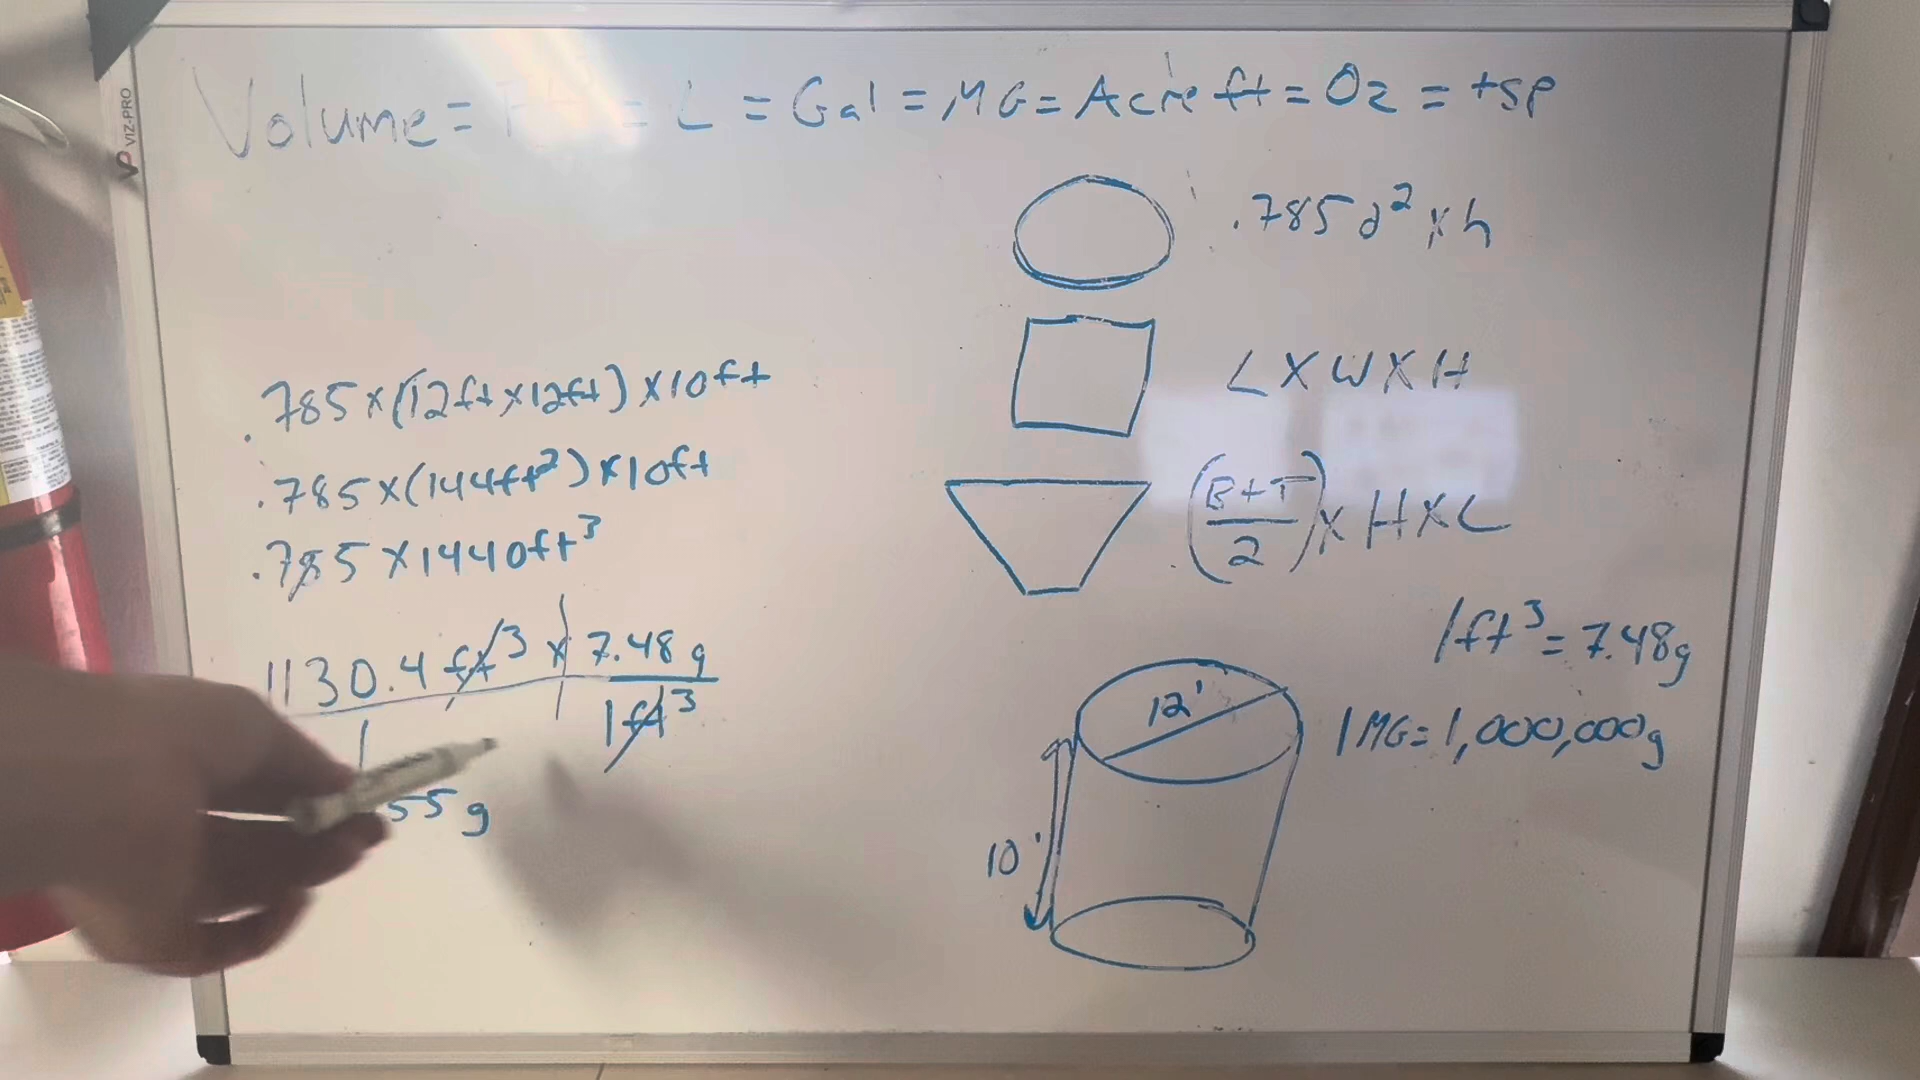 VIZ-PRO
Volume = = L = Gal = MG = Acre ft = Oz = tsp
.785 d² x h
L X W X H
(B+T / 2) x H x L
.785 x (12ft x 12ft) x 10ft
.785 x (144ft²) x 10ft
.785 x 1440ft³
1130.4 ft³ x 7.48 g
1 ft³
55 g
1ft³ = 7.48g
1MG = 1,000,000g
12'
10'